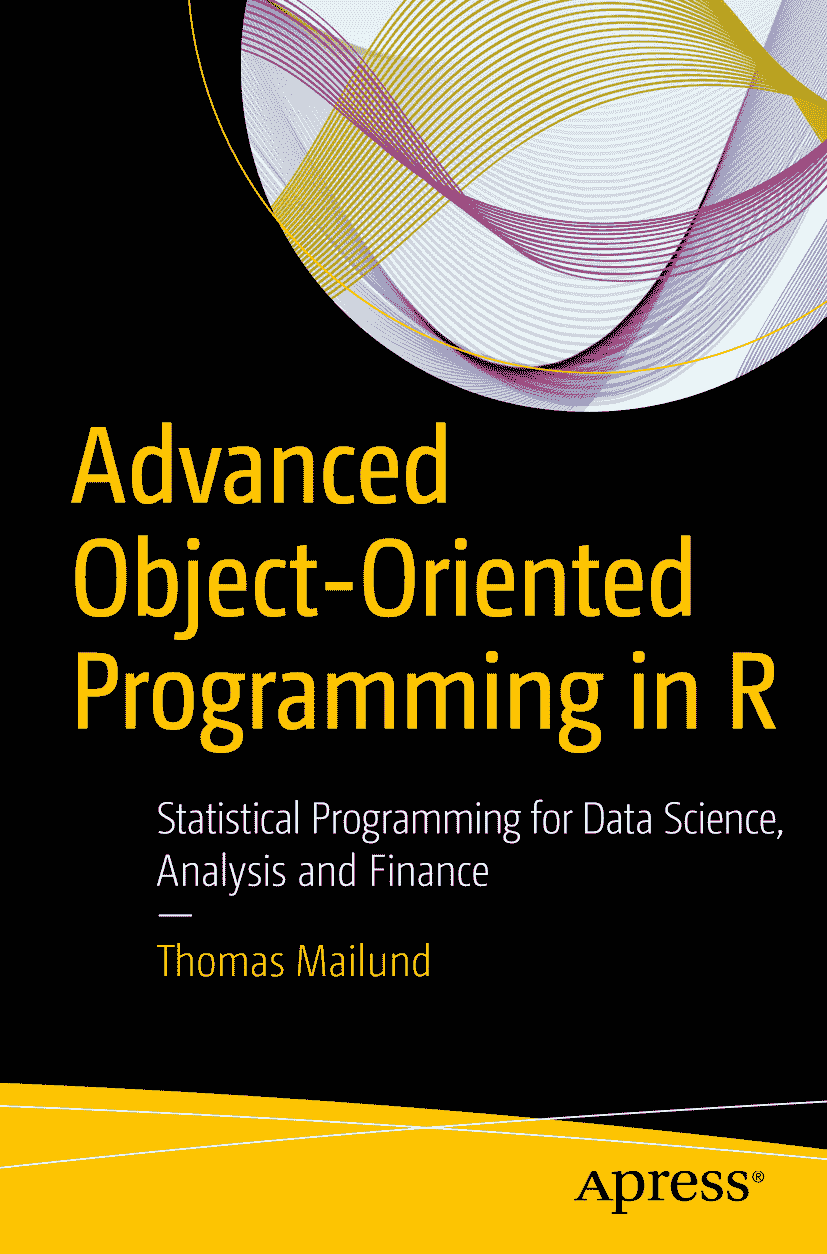 Advanced
Object-Oriented
Programming in R
Statistical Programming for Data Science,
Analysis and Finance
Thomas Mailund
Apress®